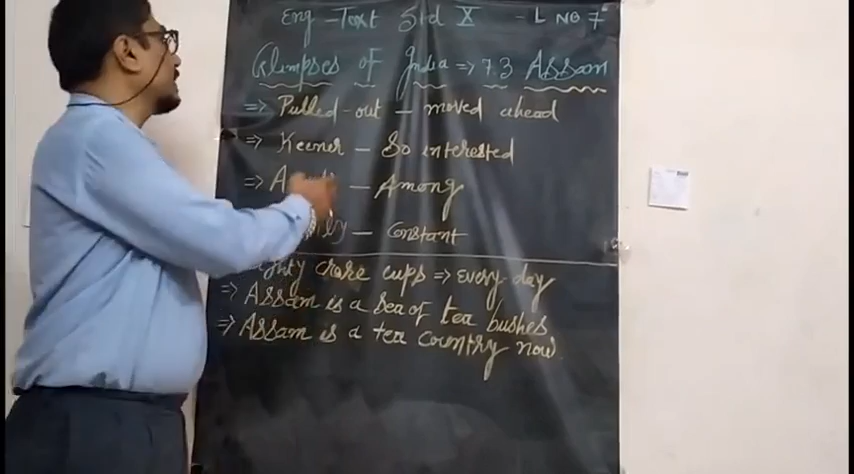 Eng - Text Std X - L No 7
Glimpses of India => 7.3 Assam
=> Pulled-out - moved ahead
=> Keener - So interested
=> - Among
- Constant
crore cups => every day
=> Assam is a sea of tea bushes
=> Assam is a tea country now.